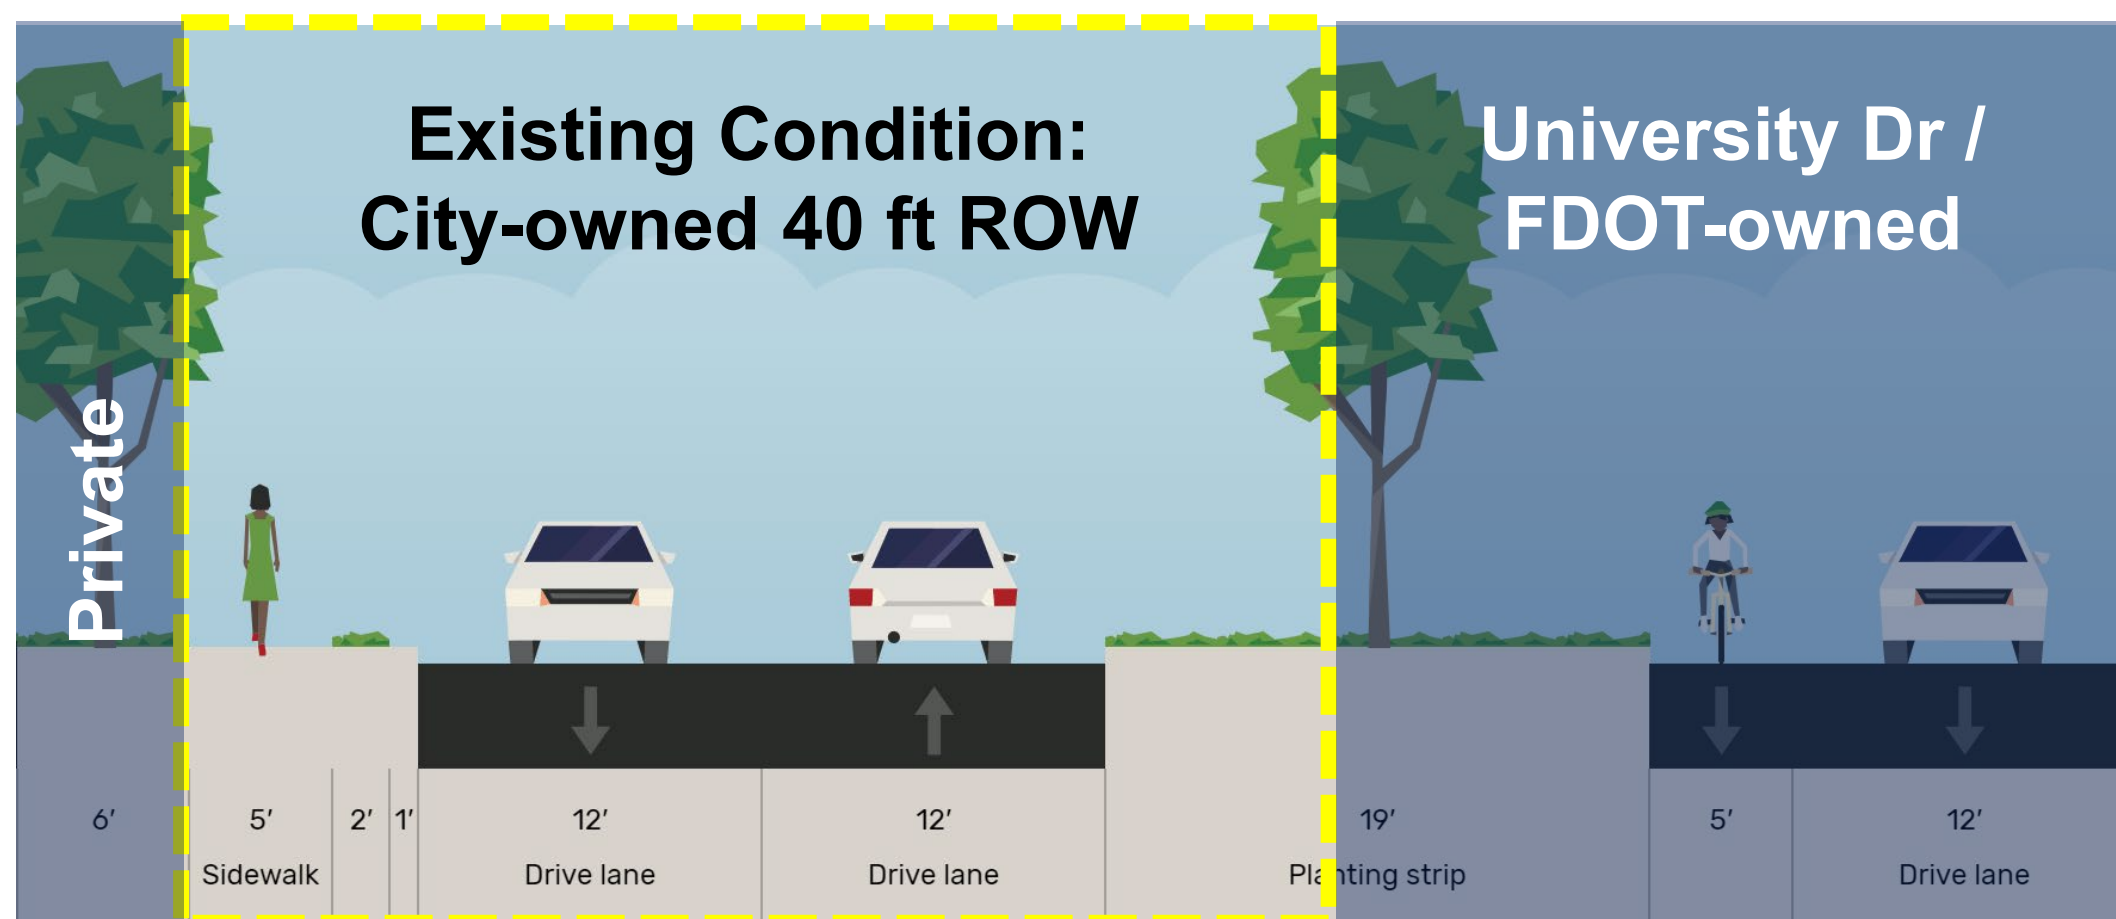 Existing Condition:
City-owned 40 ft ROW
University Dr /
FDOT-owned
Private
6'
5'
2'
1'
12'
12'
19'
5'
12'
Sidewalk
Drive lane
Drive lane
Planting strip
Drive lane